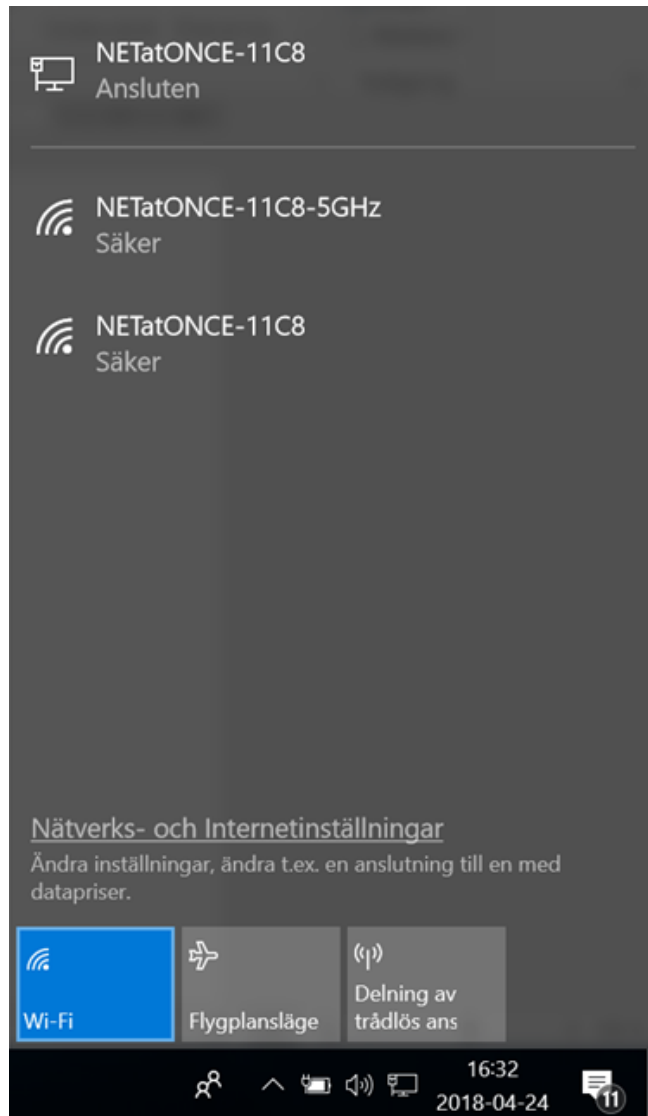 NETatONCE-11C8
Ansluten
NETatONCE-11C8-5GHz
Säker
NETatONCE-11C8
Säker
Nätverks- och Internetinställningar
Ändra inställningar, ändra t.ex. en anslutning till en med
datapriser.
Wi-Fi
Flygplansläge
Delning av
trådlös ans
16:32
2018-04-24
11